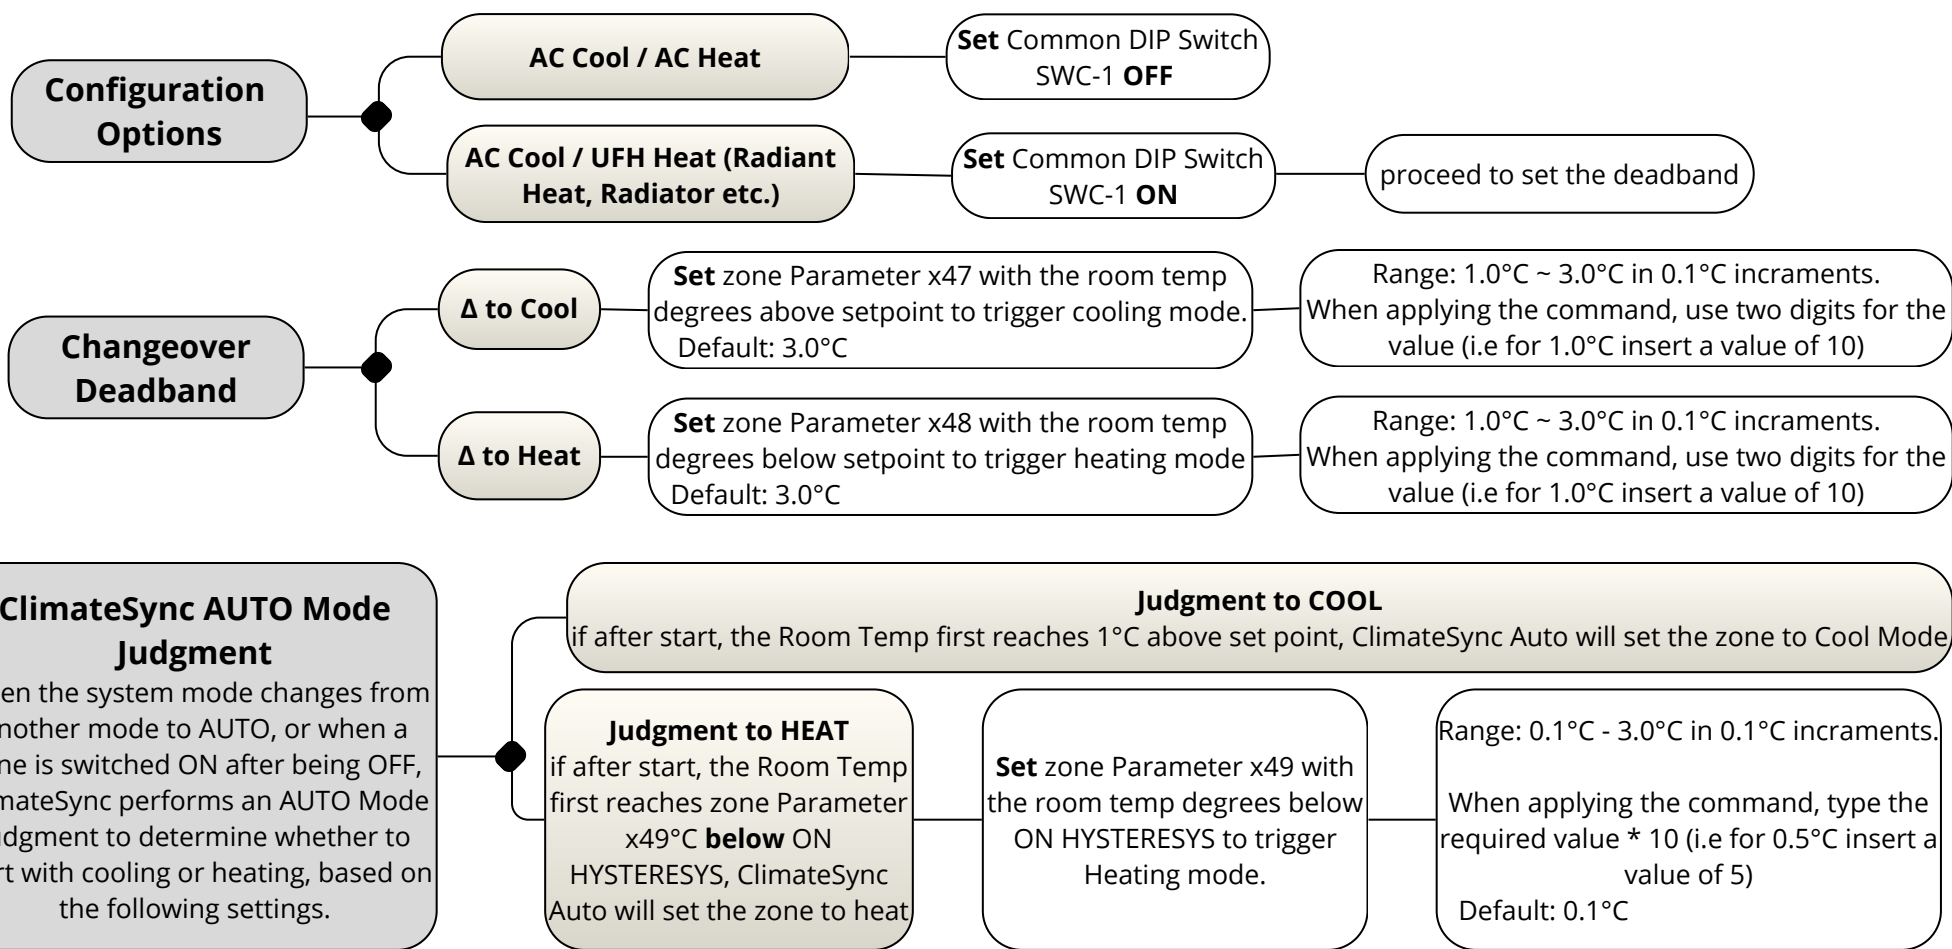 Configuration
Options
AC Cool / AC Heat
Set Common DIP Switch
SWC-1 OFF
AC Cool / UFH Heat (Radiant
Heat, Radiator etc.)
Set Common DIP Switch
SWC-1 ON
proceed to set the deadband
Changeover
Deadband
Δ to Cool
Set zone Parameter x47 with the room temp
degrees above setpoint to trigger cooling mode.
Default: 3.0°C
Range: 1.0°C ~ 3.0°C in 0.1°C incraments.
When applying the command, use two digits for the
value (i.e for 1.0°C insert a value of 10)
Δ to Heat
Set zone Parameter x48 with the room temp
degrees below setpoint to trigger heating mode
Default: 3.0°C
Range: 1.0°C ~ 3.0°C in 0.1°C incraments.
When applying the command, use two digits for the
value (i.e for 1.0°C insert a value of 10)
ClimateSync AUTO Mode
Judgment
en the system mode changes from
nother mode to AUTO, or when a
ne is switched ON after being OFF,
mateSync performs an AUTO Mode
udgment to determine whether to
rt with cooling or heating, based on
the following settings.
Judgment to COOL
if after start, the Room Temp first reaches 1°C above set point, ClimateSync Auto will set the zone to Cool Mode
Judgment to HEAT
if after start, the Room Temp
first reaches zone Parameter
x49°C below ON
HYSTERESYS, ClimateSync
Auto will set the zone to heat
Set zone Parameter x49 with
the room temp degrees below
ON HYSTERESYS to trigger
Heating mode.
Range: 0.1°C - 3.0°C in 0.1°C incraments.
When applying the command, type the
required value * 10 (i.e for 0.5°C insert a
value of 5)
Default: 0.1°C